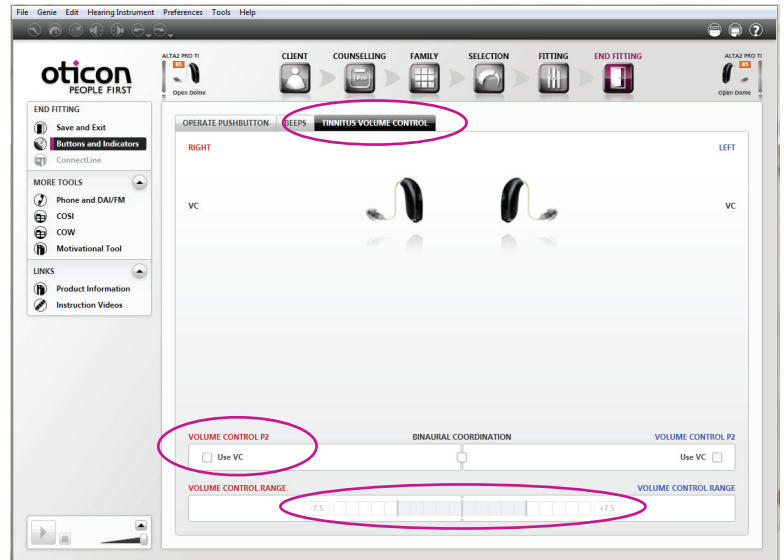 File Genie Edit Hearing Instrument Preferences Tools Help
oticon
PEOPLE FIRST
ALTA2 PRO TI
85
Open Dome
CLIENT COUNSELLING FAMILY SELECTION FITTING END FITTING
ALTA2 PRO TI
85
Open Dome
END FITTING
Save and Exit
Buttons and Indicators
ConnectLine
MORE TOOLS
Phone and DAI/FM
COSI
COW
Motivational Tool
LINKS
Product Information
Instruction Videos
OPERATE PUSHBUTTON BEEPS TINNITUS VOLUME CONTROL
RIGHT LEFT
VC VC
VOLUME CONTROL P2 BINAURAL COORDINATION VOLUME CONTROL P2
Use VC Use VC
VOLUME CONTROL RANGE VOLUME CONTROL RANGE
-7.5 +7.5